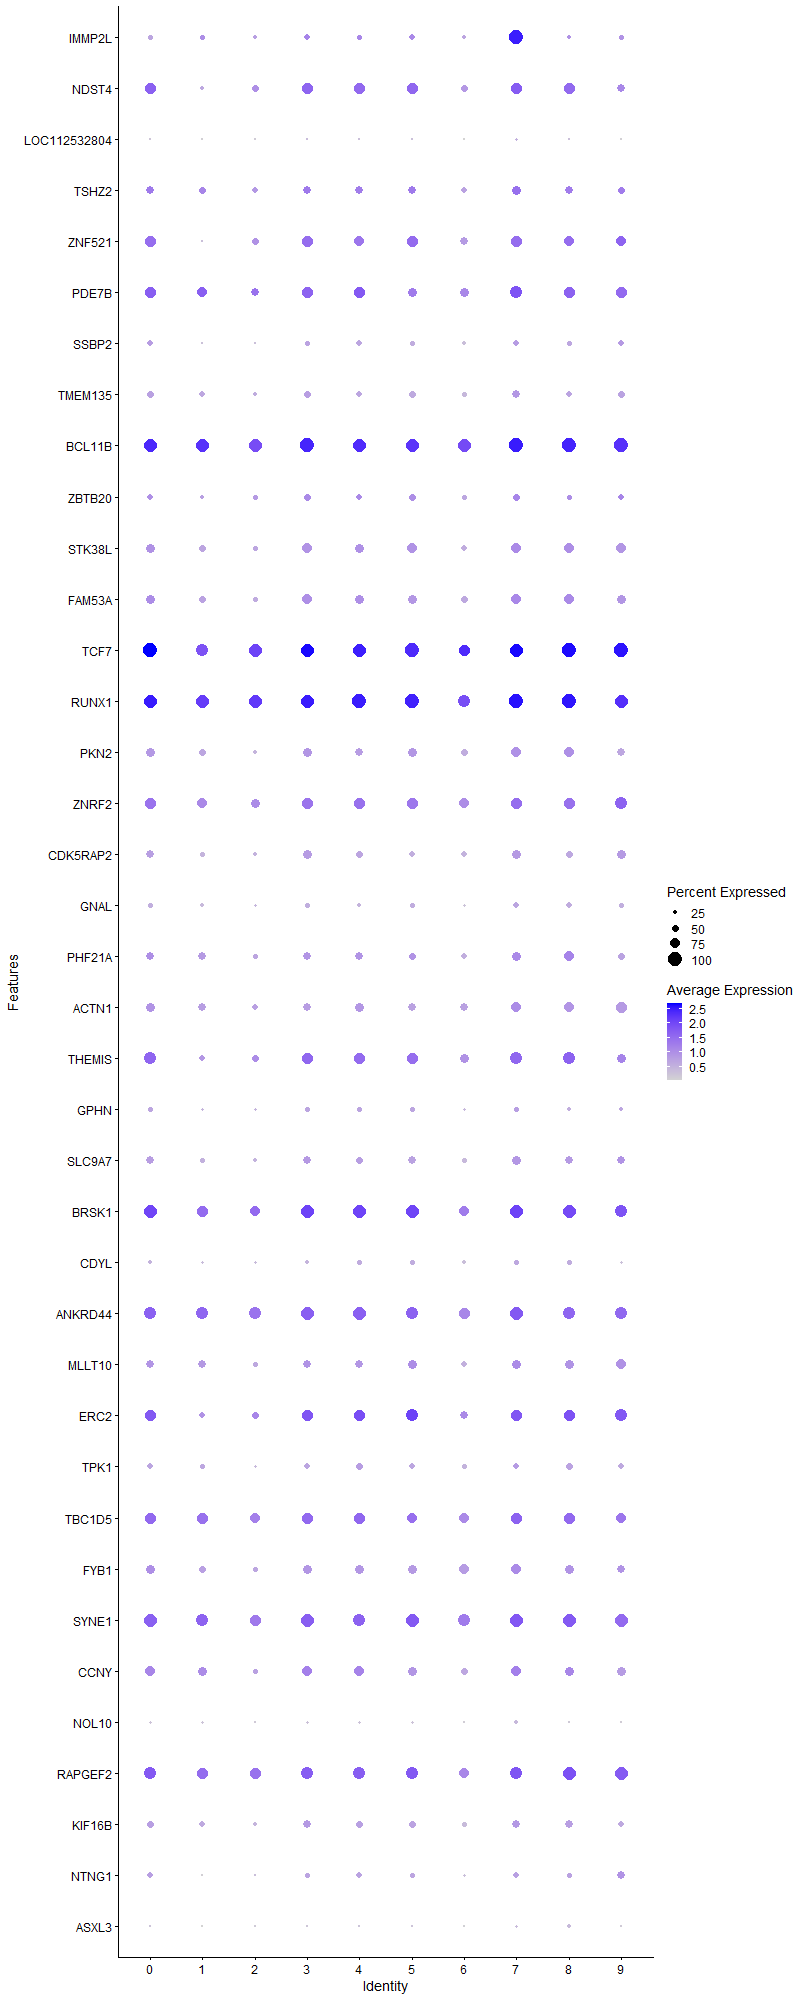 IMMP2L
NDST4
LOC112532804
TSHZ2
ZNF521
PDE7B
SSBP2
TMEM135
BCL11B
ZBTB20
STK38L
FAM53A
TCF7
RUNX1
PKN2
ZNRF2
CDK5RAP2
GNAL
PHF21A
ACTN1
THEMIS
GPHN
SLC9A7
BRSK1
CDYL
ANKRD44
MLLT10
ERC2
TPK1
TBC1D5
FYB1
SYNE1
CCNY
NOL10
RAPGEF2
KIF16B
NTNG1
ASXL3
Features
0 1 2 3 4 5 6 7 8 9
Identity
Percent Expressed
25
50
75
100
Average Expression
2.5
2.0
1.5
1.0
0.5